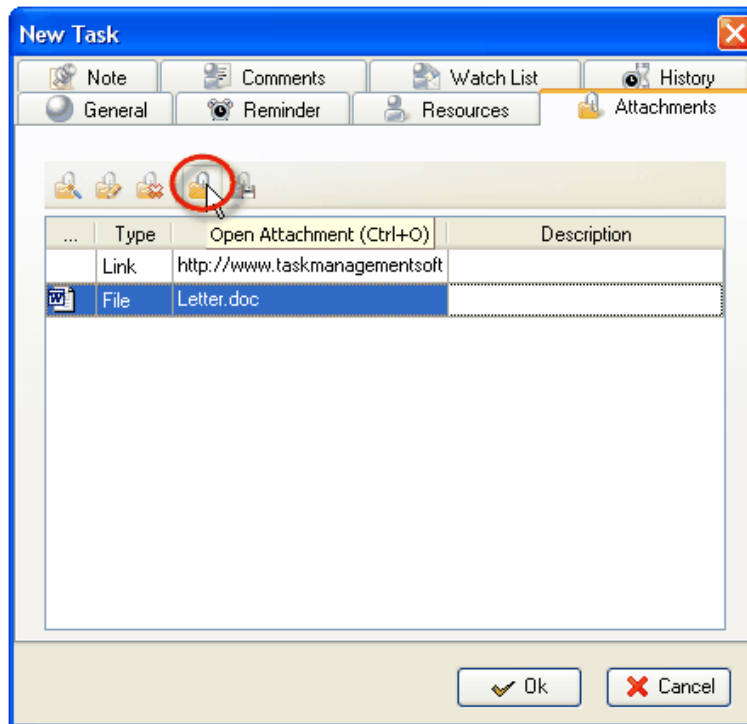 New Task
Note Comments Watch List History
General Reminder Resources Attachments
... Type Open Attachment (Ctrl+O) Description
Link http://www.taskmanagementsoft
File Letter.doc
Ok Cancel